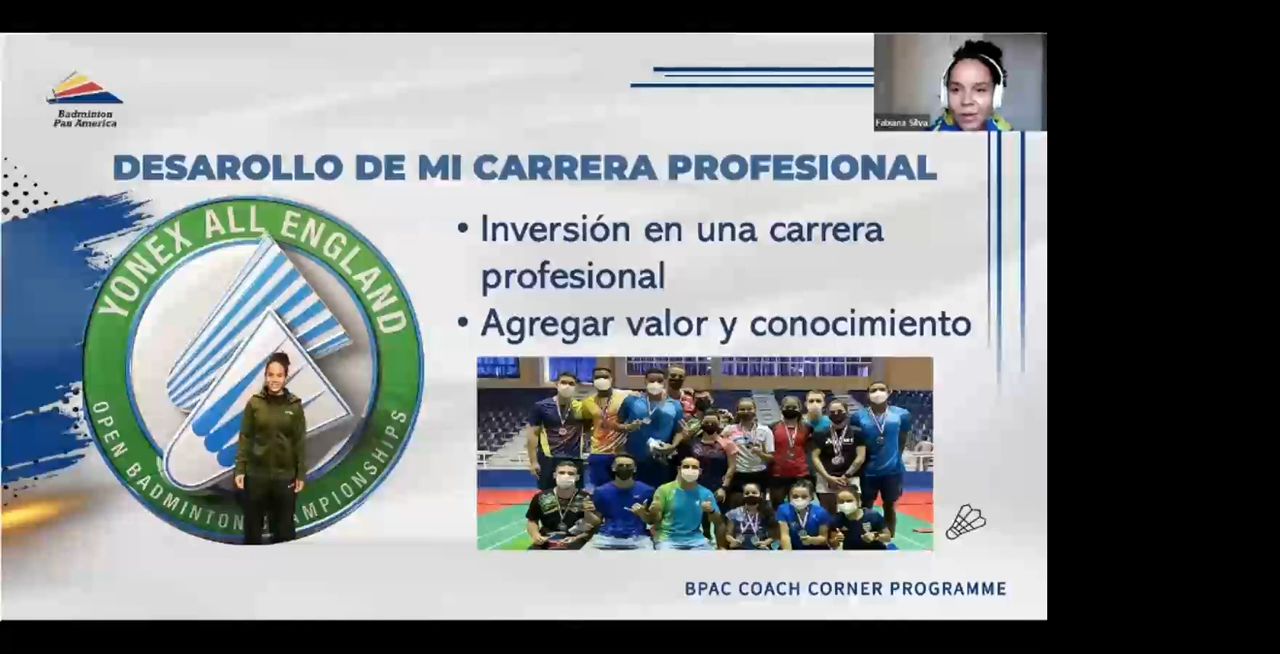 Badminton
Pan America
Fabiana Silva
DESAROLLO DE MI CARRERA PROFESIONAL
YONEX ALL ENGLAND
OPEN BADMINTON CHAMPIONSHIPS
• Inversión en una carrera
profesional
• Agregar valor y conocimiento
BPAC COACH CORNER PROGRAMME